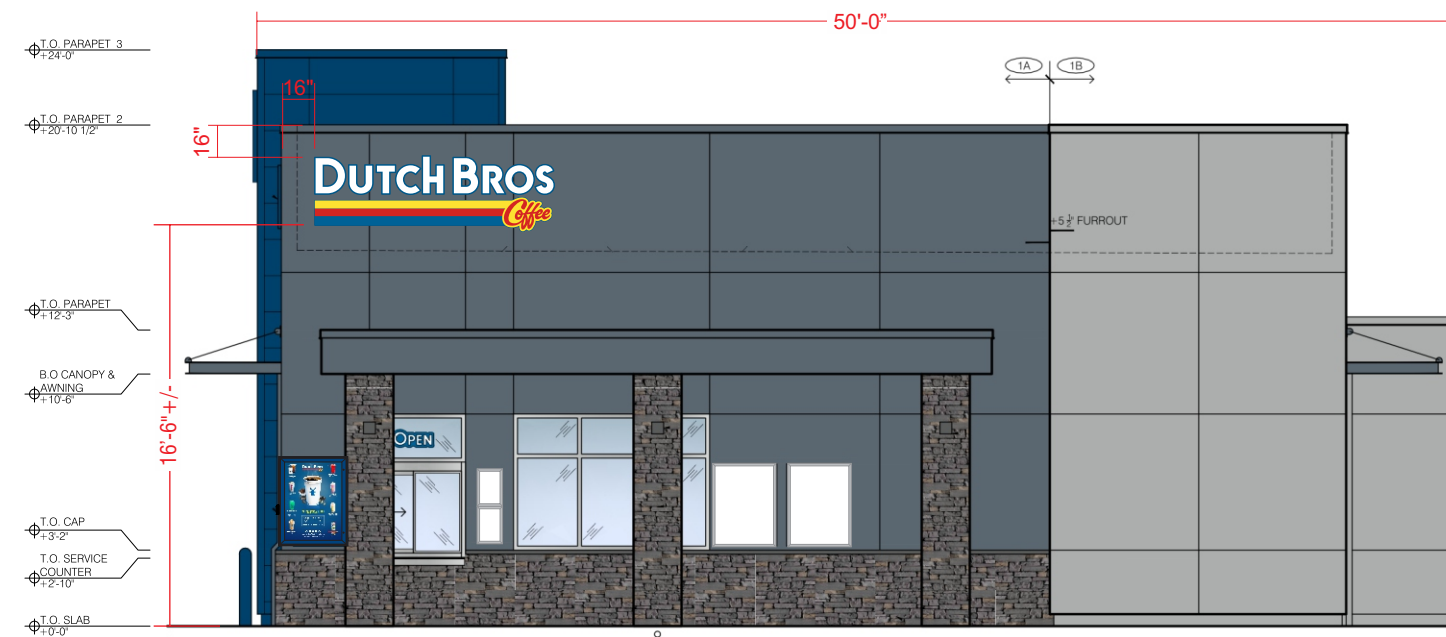 50'-0"
T.O. PARAPET 3
+24'-0"
1A
1B
16"
T.O. PARAPET 2
+20'-10 1/2"
16"
DUTCH BROS
Coffee
+5 1/2" FURROUT
T.O. PARAPET
+12'-3"
B.O CANOPY &
AWNING
+10'-6"
16'-6"+/-
OPEN
Dutch Bros
T.O. CAP
+3'-2"
T.O. SERVICE
COUNTER
+2'-10"
T.O. SLAB
+0'-0"